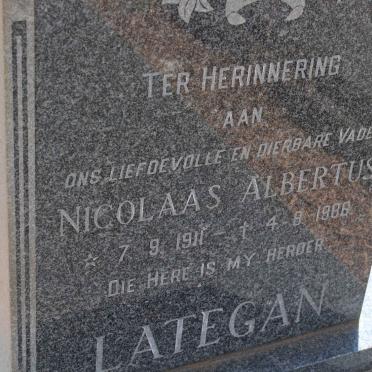 TER HERINNERING
AAN
ONS LIEFDEVOLLE EN DIERBARE VADE
NICOLAAS ALBERTUS
☆ 7. 9. 1911 - † 4. 8. 1988
DIE HERE IS MY HERDER.
LATEGAN